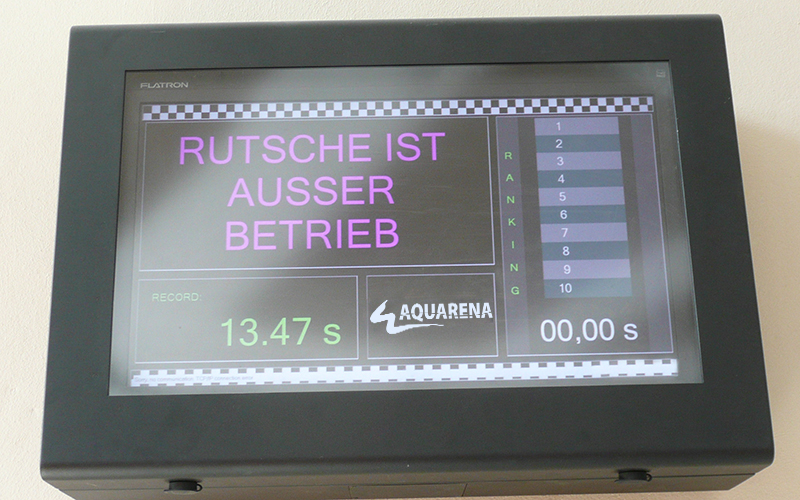 FLATRON
RUTSCHE IST
AUSSER
BETRIEB
RECORD:
13.47 s
AQUARENA
RANKING
1
2
3
4
5
6
7
8
9
10
00,00 s